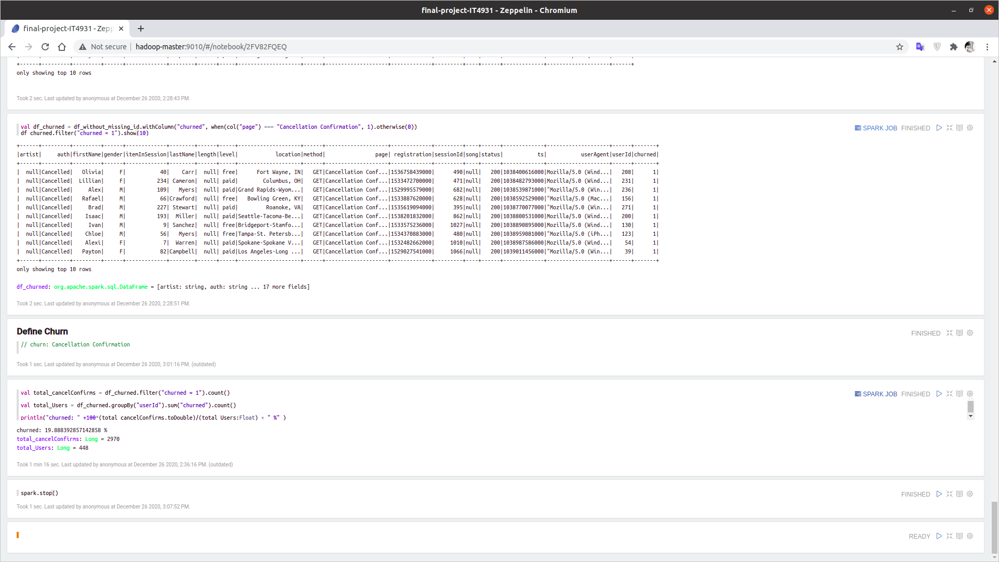 final-project-IT4931 - Zeppelin - Chromium
final-project-IT4931 - Zepp
Not secure hadoop-master:9010/#/notebook/2FV82FQEQ
+------+---------+---------+------+-------------+---------+------+-----+--------------------+------+--------------------+-------------+---------+----+------+-------------+--------------------+------+
only showing top 10 rows
Took 2 sec. Last updated by anonymous at December 26 2020, 2:28:43 PM.
val df_churned = df_without_missing_id.withColumn("churned", when(col("page") === "Cancellation Confirmation", 1).otherwise(0))
df churned.filter("churned = 1").show(10)
SPARK JOB FINISHED
+------+---------+---------+------+-------------+--------+------+-----+--------------------+------+--------------------+-------------+---------+----+------+-------------+--------------------+------+-------+
|artist|     auth|firstName|gender|itemInSession|lastName|length|level|            location|method|                page| registration|sessionId|song|status|           ts|           userAgent|userId|churned|
+------+---------+---------+------+-------------+--------+------+-----+--------------------+------+--------------------+-------------+---------+----+------+-------------+--------------------+------+-------+
|  null|Cancelled|   Olivia|     F|           40|    Carr|  null| free|      Fort Wayne, IN|   GET|Cancellation Conf...|1536758439000|      490|null|   200|1038400616000|Mozilla/5.0 (Wind...|   208|      1|
|  null|Cancelled|  Lillian|     F|          234| Cameron|  null| paid|        Columbus, OH|   GET|Cancellation Conf...|1533472700000|      471|null|   200|1038482793000|Mozilla/5.0 (Wind...|   231|      1|
|  null|Cancelled|     Alex|     M|          109|   Myers|  null| paid|Grand Rapids-Wyom...|   GET|Cancellation Conf...|1529995579000|      682|null|   200|1038539871000|"Mozilla/5.0 (Win...|   236|      1|
|  null|Cancelled|   Rafael|     M|           66|Crawford|  null| free|   Bowling Green, KY|   GET|Cancellation Conf...|1533887620000|      628|null|   200|1038592529000|"Mozilla/5.0 (Mac...|   156|      1|
|  null|Cancelled|     Brad|     M|          227| Stewart|  null| paid|         Roanoke, VA|   GET|Cancellation Conf...|1535619094000|      395|null|   200|1038770077000|"Mozilla/5.0 (Win...|   271|      1|
|  null|Cancelled|    Isaac|     M|          193|  Miller|  null| paid|Seattle-Tacoma-Be...|   GET|Cancellation Conf...|1538201832000|      862|null|   200|1038800531000|Mozilla/5.0 (Wind...|   200|      1|
|  null|Cancelled|     Ivan|     M|            9| Sanchez|  null| free|Bridgeport-Stamfo...|   GET|Cancellation Conf...|1533575236000|     1027|null|   200|1038890895000|Mozilla/5.0 (Wind...|   130|      1|
|  null|Cancelled|    Chloe|     M|           56|   Myers|  null| free|Tampa-St. Petersb...|   GET|Cancellation Conf...|1534370883000|      480|null|   200|1038959081000|"Mozilla/5.0 (iPh...|   123|      1|
|  null|Cancelled|    Alexi|     F|            7|  Warren|  null| paid|Spokane-Spokane V...|   GET|Cancellation Conf...|1532482662000|     1010|null|   200|1038987586000|Mozilla/5.0 (Wind...|    54|      1|
|  null|Cancelled|   Payton|     F|           82|Campbell|  null| paid|Los Angeles-Long ...|   GET|Cancellation Conf...|1529027541000|     1066|null|   200|1039011456000|"Mozilla/5.0 (Win...|    39|      1|
+------+---------+---------+------+-------------+--------+------+-----+--------------------+------+--------------------+-------------+---------+----+------+-------------+--------------------+------+-------+
only showing top 10 rows
df_churned: org.apache.spark.sql.DataFrame = [artist: string, auth: string ... 17 more fields]
Took 2 sec. Last updated by anonymous at December 26 2020, 2:28:51 PM.
Define Churn
FINISHED
// churn: Cancellation Confirmation
Took 1 sec. Last updated by anonymous at December 26 2020, 3:01:16 PM. (outdated)
val total_cancelConfirms = df_churned.filter("churned = 1").count()
SPARK JOB FINISHED
val total_Users = df_churned.groupBy("userId").sum("churned").count()
println("churned: " +100*(total cancelConfirms.toDouble)/(total Users:Float) + " %" )
churned: 19.888392857142858 %
total_cancelConfirms: Long = 2970
total_Users: Long = 448
Took 1 min 16 sec. Last updated by anonymous at December 26 2020, 2:36:16 PM. (outdated)
spark.stop()
FINISHED
Took 1 sec. Last updated by anonymous at December 26 2020, 3:07:52 PM.
READY